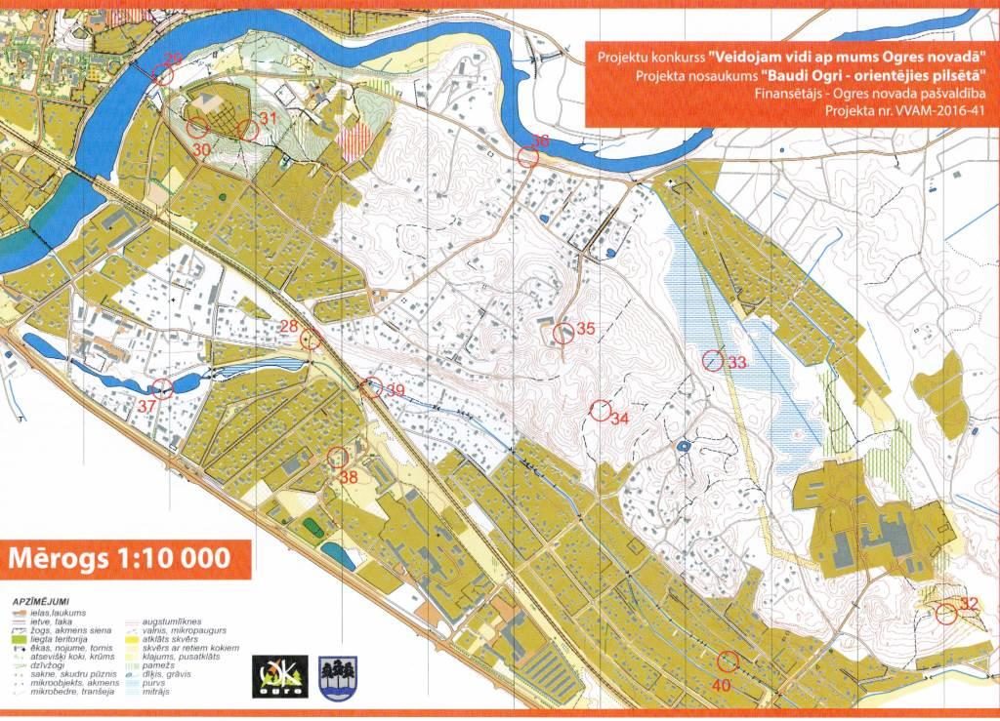 Projektu konkurss "Veidojam vidi ap mums Ogres novadā"
Projekta nosaukums "Baudi Ogri - orientējies pilsētā"
Finansētājs - Ogres novada pašvaldība
Projekta nr. VVAM-2016-41
29
31
30
36
28
35
33
37
39
34
38
32
40
Mērogs 1:10 000
APZĪMĒJUMI
ielas,laukums
ietve, taka
žogs, akmens siena
liegta teritorija
ēkas, nojume, tornis
atsevišķi koki, krūms
dzīvžogi
sakne, skudru pūznis
mikroobjekts, akmens
mikrobedre, tranšeja
augstumlīknes
valnis, mikropaugurs
atklāts skvērs
skvērs ar retiem kokiem
klajums, pusatklāts
pamežs
dīķis, grāvis
purvs
mitrājs